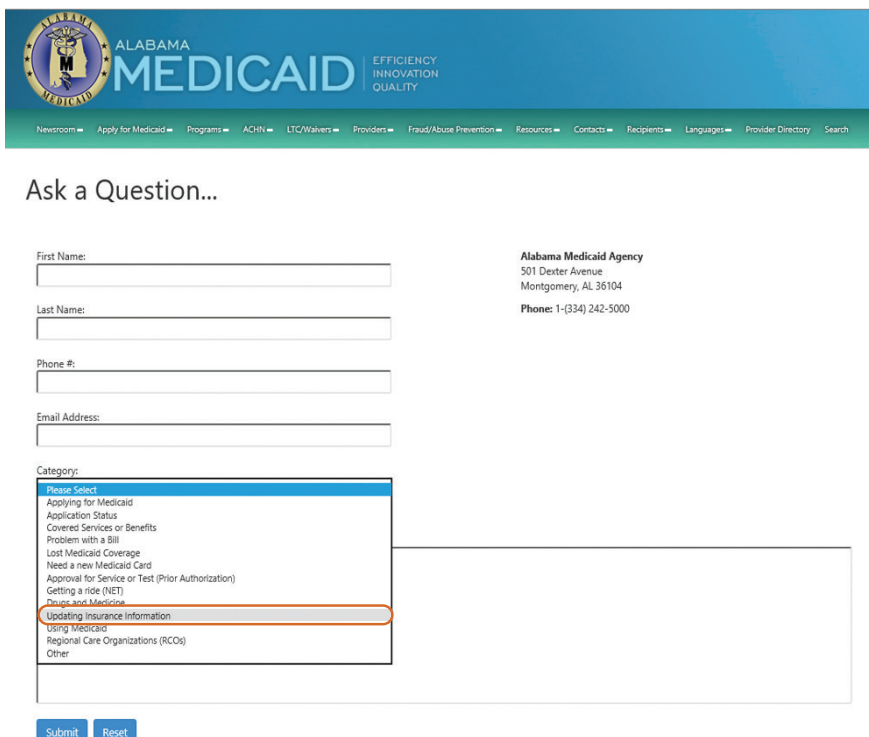 ALABAMA
MEDICAID
M
ALABAMA
MEDICAID
EFFICIENCY
INNOVATION
QUALITY
Newsroom Apply for Medicaid Programs ACHN LTC/Waivers Providers Fraud/Abuse Prevention Resources Contacts Recipients Languages Provider Directory Search
Ask a Question...
First Name:
Last Name:
Phone #:
Email Address:
Category:
Please Select
Applying for Medicaid
Application Status
Covered Services or Benefits
Problem with a Bill
Lost Medicaid Coverage
Need a new Medicaid Card
Approval for Service or Test (Prior Authorization)
Getting a ride (NET)
Drugs and Medicine
Updating Insurance Information
Using Medicaid
Regional Care Organizations (RCOs)
Other
Alabama Medicaid Agency
501 Dexter Avenue
Montgomery, AL 36104
Phone: 1-(334) 242-5000
Submit Reset